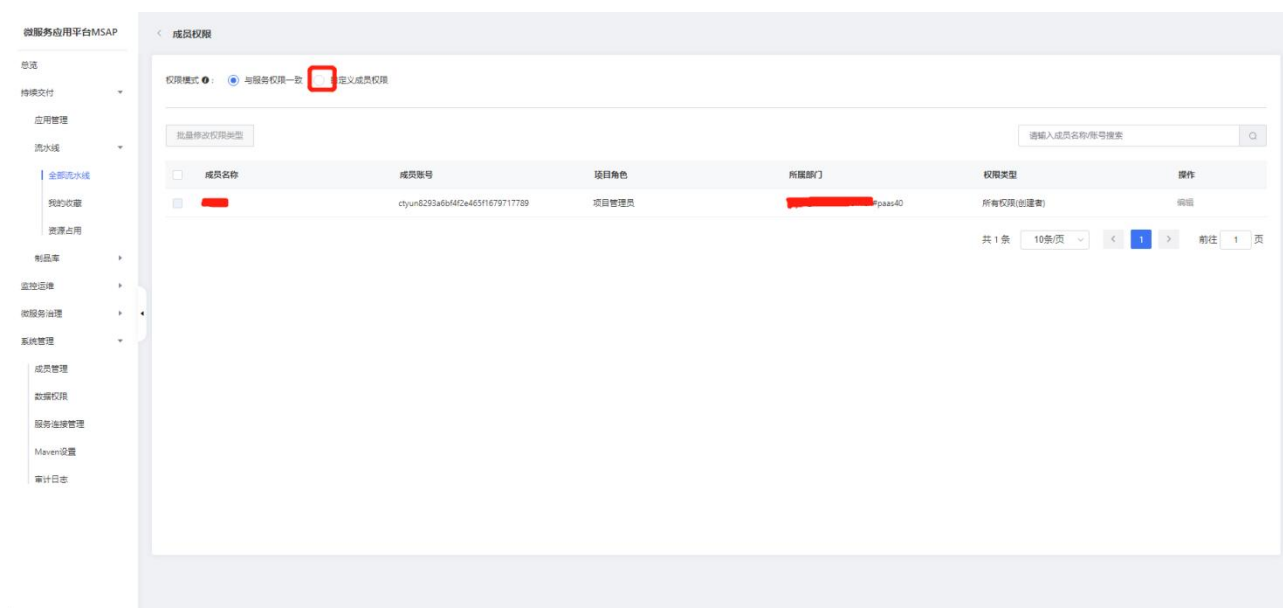 微服务应用平台MSAP
总览
持续交付
应用管理
流水线
全部流水线
我的收藏
资源占用
制品库
监控运维
微服务治理
系统管理
成员管理
数据权限
服务连接管理
Maven设置
审计日志
成员权限
权限模式 : 与服务权限一致 定义成员权限
批量修改权限类型 请输入成员名称/账号搜索
成员名称 成员账号 项目角色 所属部门 权限类型 操作
ctyun8293a6bf4f2e465f1679717789 项目管理员 #paas40 所有权限(创建者) 编辑
共 1 条 10条/页 < 1 > 前往 1 页